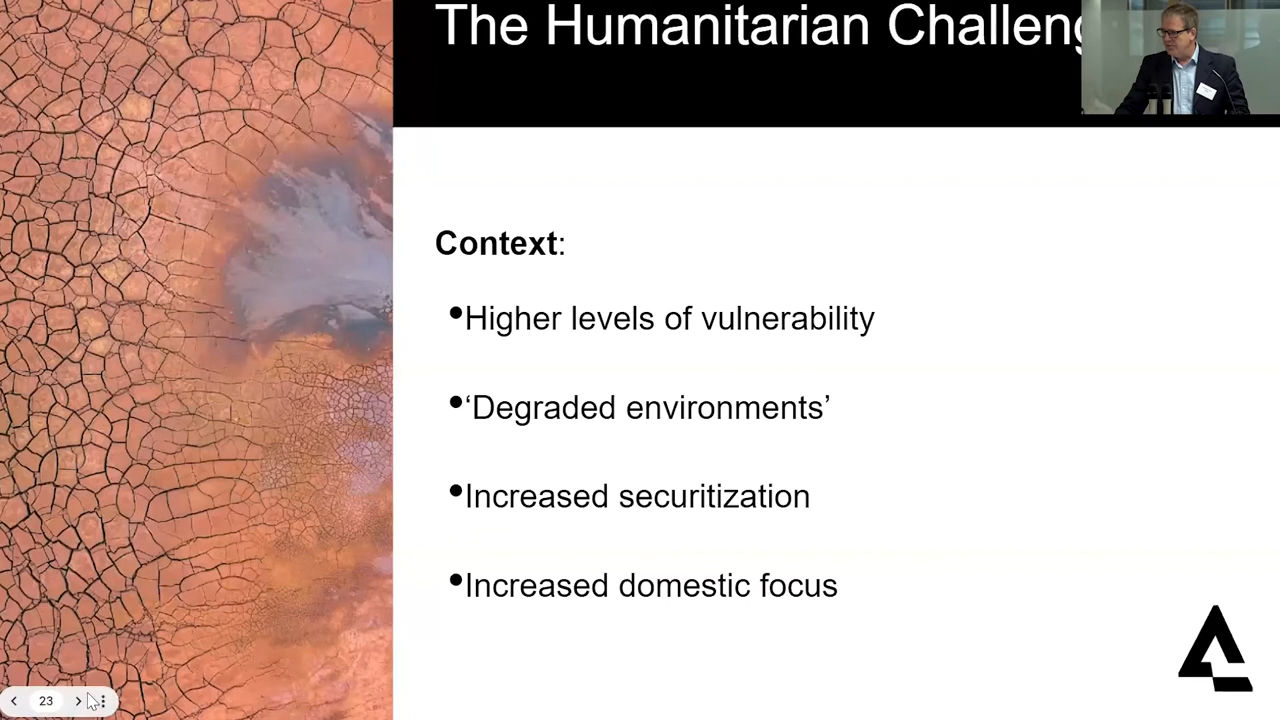 The Humanitarian Challeng
Context:
•Higher levels of vulnerability
•‘Degraded environments’
•Increased securitization
•Increased domestic focus
23